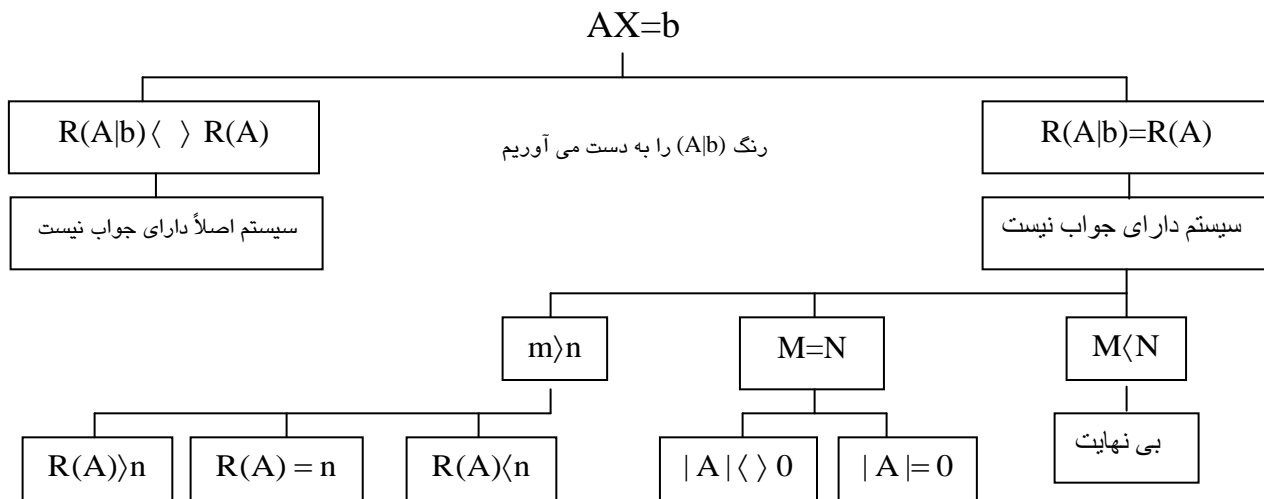 AX=b
R(A|b)⟨ ⟩ R(A)
رنگ (A|b) را به دست می آوریم
R(A|b)=R(A)
سیستم اصلاً دارای جواب نیست
سیستم دارای جواب نیست
m⟩n
M=N
M⟨N
R(A)⟩n
R(A) = n
R(A)⟨n
| A |⟨ ⟩ 0
| A |= 0
بی نهایت